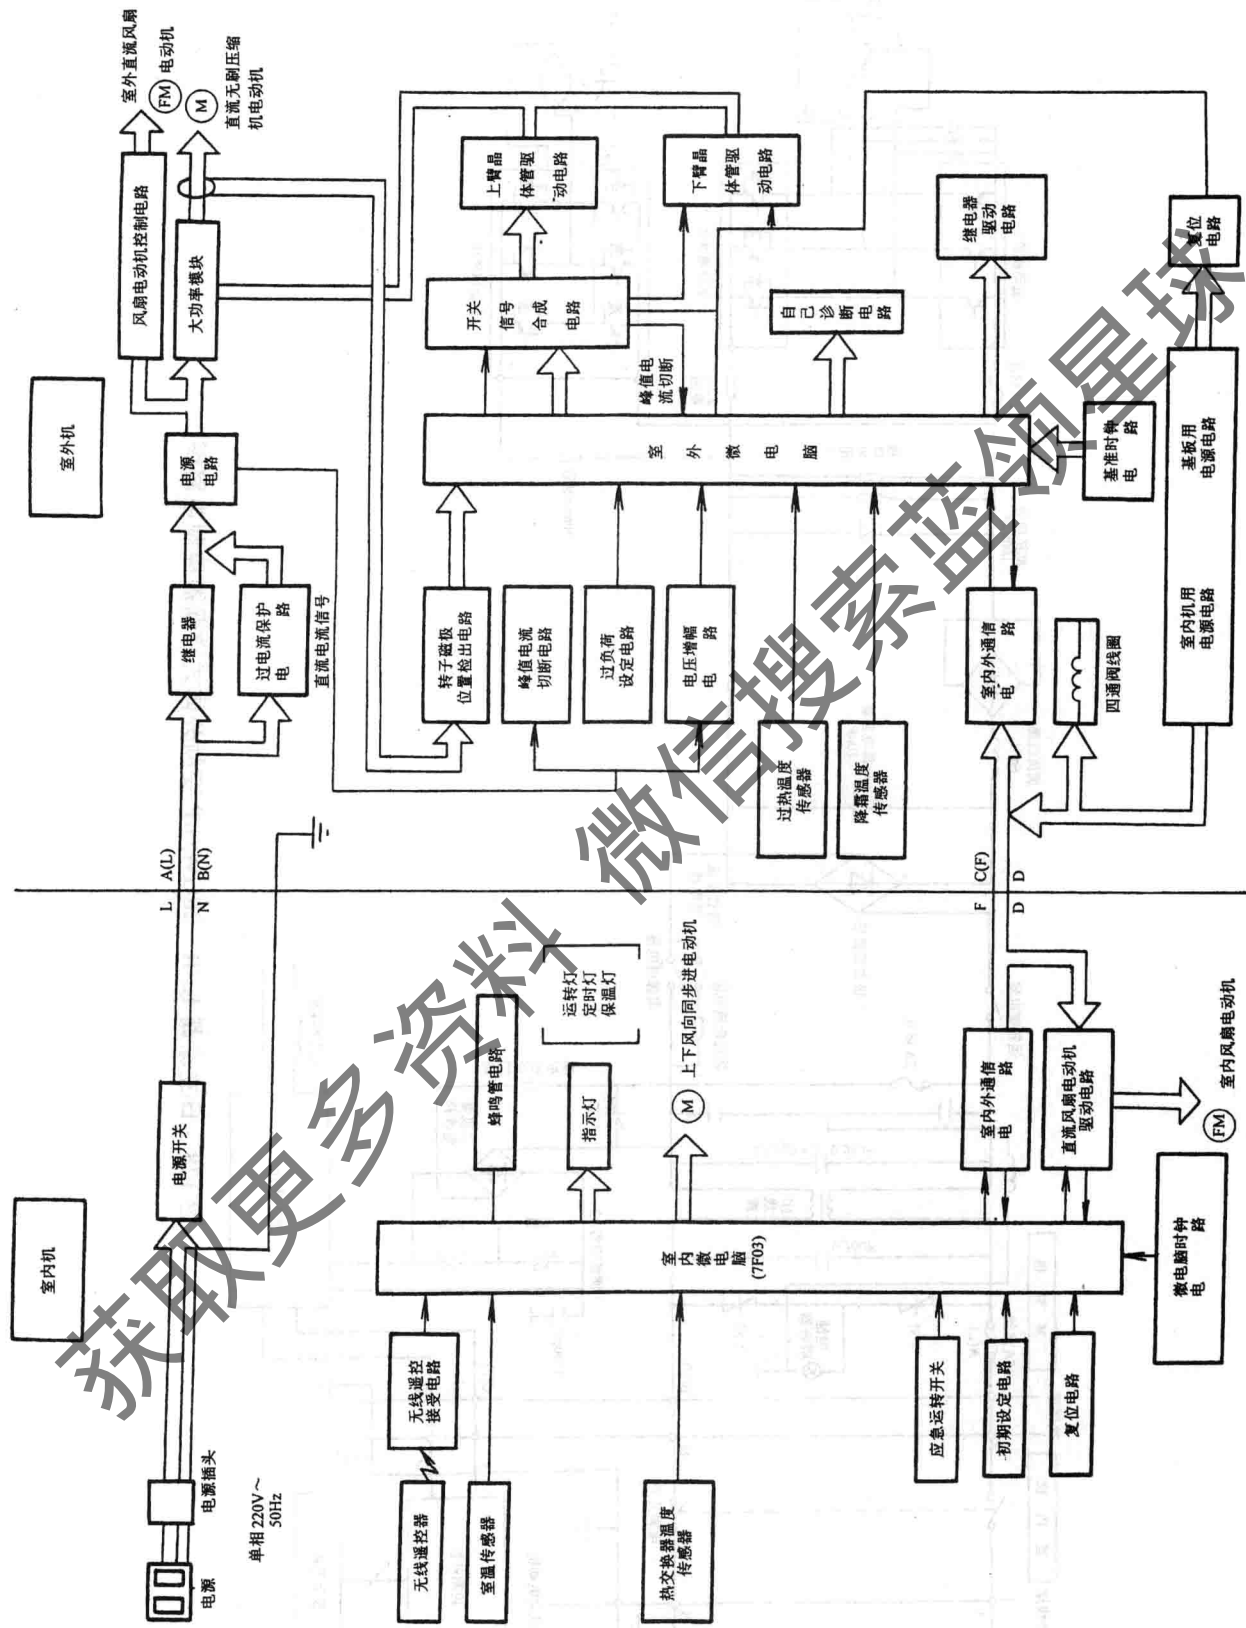 室内机
室外机
电源
电源插头
单相 220V～
50Hz
电源开关
L
N
A(L)
B(N)
继电器
过电流保护
电路
直流电流信号
电源
电路
风扇电动机控制电路
大功率模块
室外直流风扇
FM
电动机
M
直流无刷压缩
机电动机
无线遥控器
无线遥控
接受电路
室温传感器
热交换器温度
传感器
应急运转开关
初期设定电路
复位电路
室内
微电脑
(7F03)
微电脑时钟
电路
蜂鸣管电路
指示灯
运转灯
定时灯
保温灯
M
上下风向同步进电动机
室内外通信
电路
直流风扇电动机
驱动电路
FM
室内风扇电动机
F
D
C(F)
D
转子磁极
位置检出电路
峰值电流
切断电路
过负荷
设定电路
电压增幅
电路
过热温度
传感器
降霜温度
传感器
室内外通信
电路
四通阀线圈
室外微电脑
峰值电
流切断
开关
信号
合成
电路
上臂晶
体管驱
动电路
下臂晶
体管驱
动电路
自己诊断电路
继电器
驱动
电路
基准时钟
电路
室内机用
电源电路
基板用
电源电路
复位
电路
获取更多资料 微信搜索蓝领星球